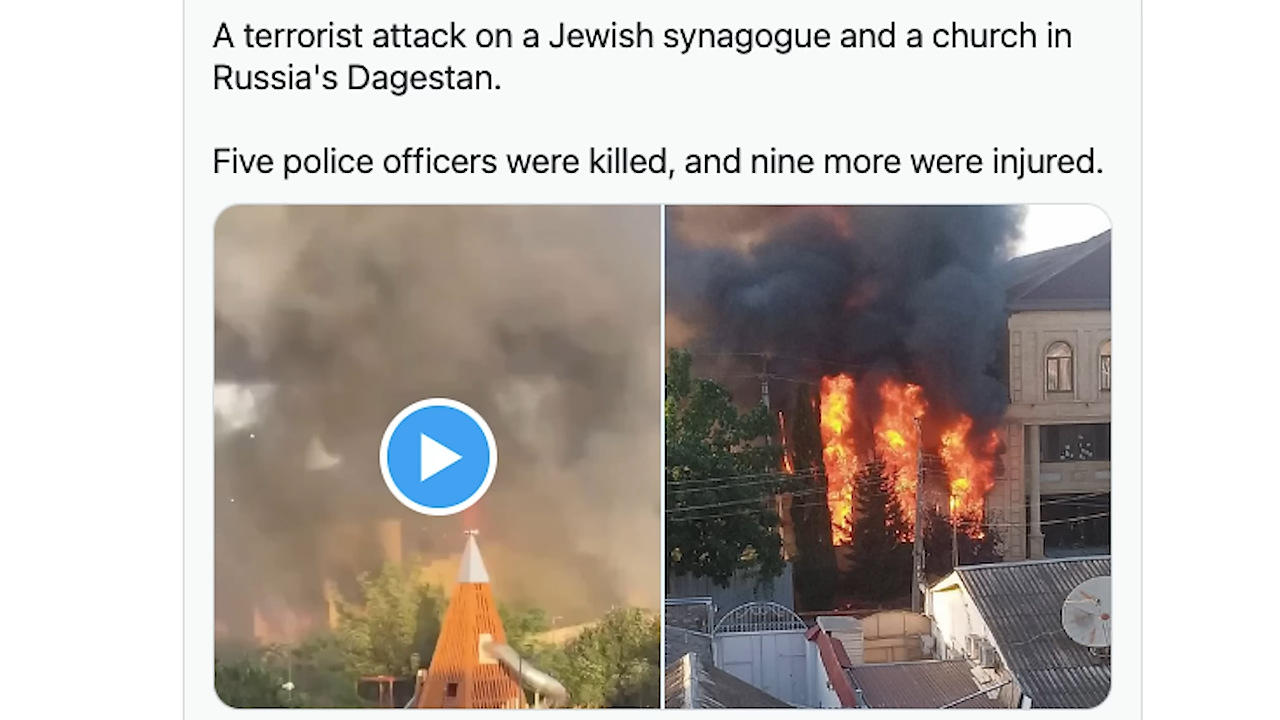 A terrorist attack on a Jewish synagogue and a church in
Russia's Dagestan.
Five police officers were killed, and nine more were injured.